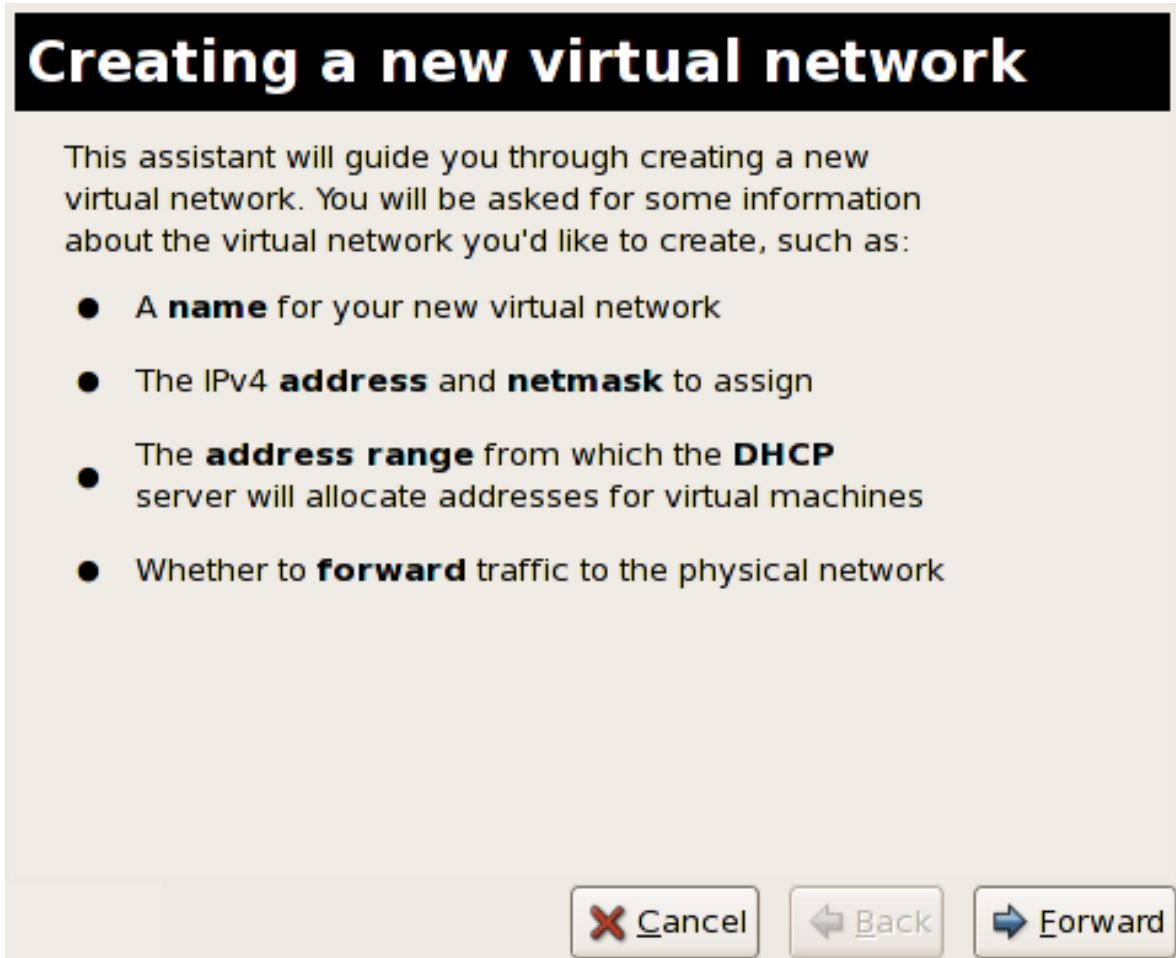 Creating a new virtual network
This assistant will guide you through creating a new
virtual network. You will be asked for some information
about the virtual network you'd like to create, such as:
● A name for your new virtual network
● The IPv4 address and netmask to assign
The address range from which the DHCP
● server will allocate addresses for virtual machines
● Whether to forward traffic to the physical network
Cancel Back Forward